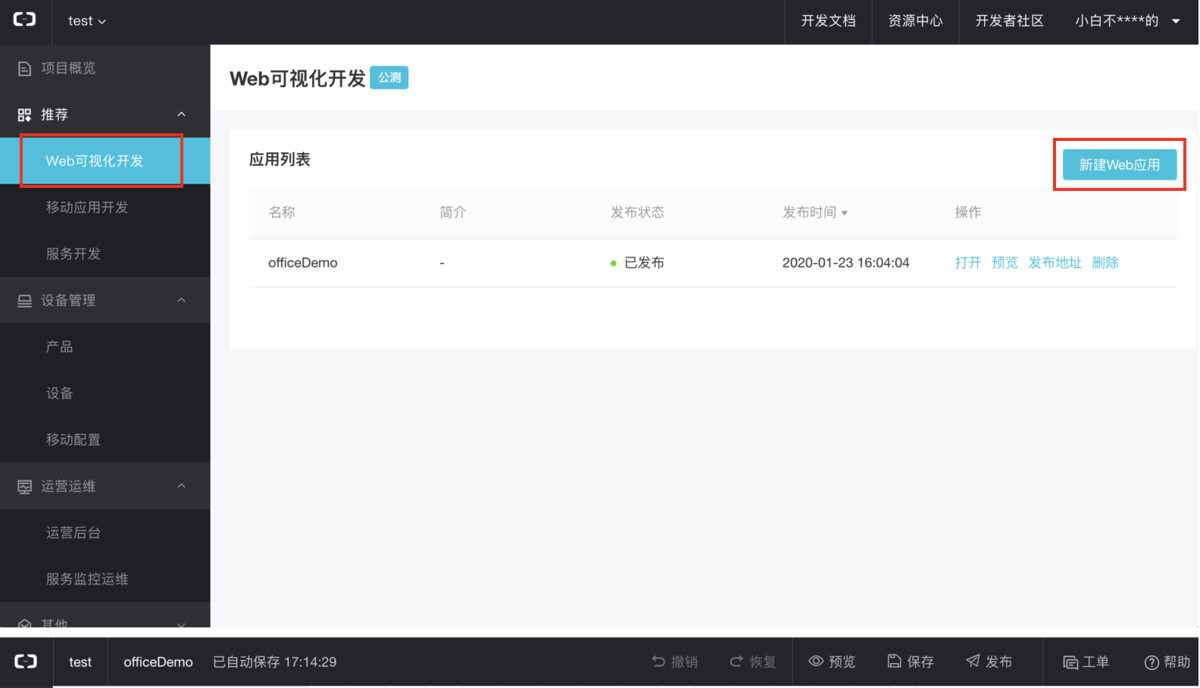 test
开发文档
资源中心
开发者社区
小白不****的
项目概览
推荐
Web可视化开发
移动应用开发
服务开发
设备管理
产品
设备
移动配置
运营运维
运营后台
服务监控运维
其他
Web可视化开发 公测
应用列表
新建Web应用
名称 简介 发布状态 发布时间 操作
officeDemo - 已发布 2020-01-23 16:04:04 打开 预览 发布地址 删除
test officeDemo 已自动保存 17:14:29 撤销 恢复 预览 保存 发布 工单 帮助